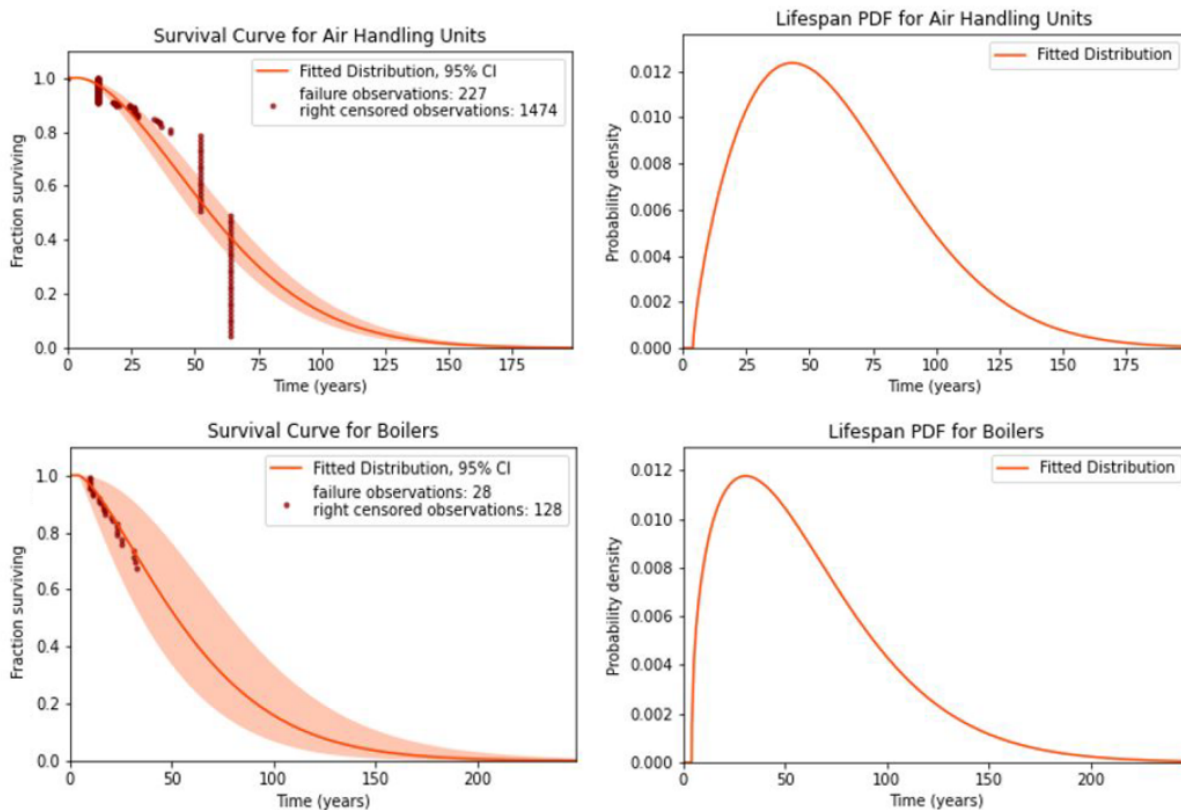 Survival Curve for Air Handling Units
Fitted Distribution, 95% CI
failure observations: 227
right censored observations: 1474
Fraction surviving
1.0
0.8
0.6
0.4
0.2
0.0
0
25
50
75
100
125
150
175
Time (years)
Lifespan PDF for Air Handling Units
Fitted Distribution
Probability density
0.012
0.010
0.008
0.006
0.004
0.002
0.000
0
25
50
75
100
125
150
175
Time (years)
Survival Curve for Boilers
Fitted Distribution, 95% CI
failure observations: 28
right censored observations: 128
Fraction surviving
1.0
0.8
0.6
0.4
0.2
0.0
0
50
100
150
200
Time (years)
Lifespan PDF for Boilers
Fitted Distribution
Probability density
0.012
0.010
0.008
0.006
0.004
0.002
0.000
0
50
100
150
200
Time (years)